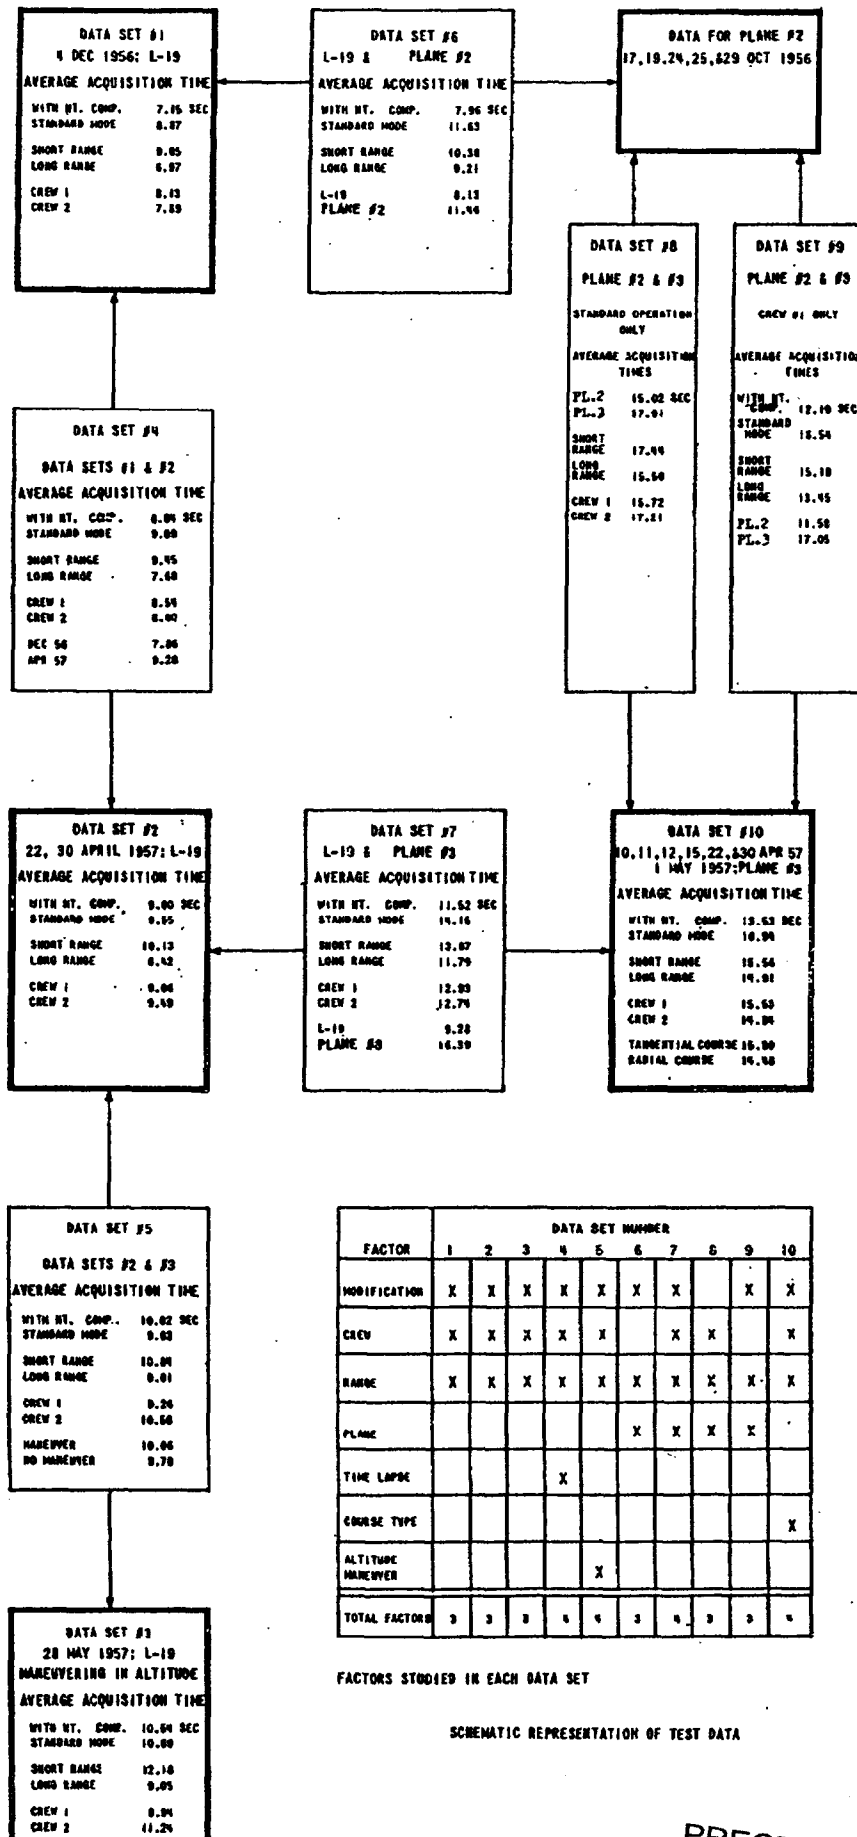 DATA SET #1
4 DEC 1956: L-19
AVERAGE ACQUISITION TIME
WITH HT. COMP. 7.15 SEC
STANDARD MODE 8.87
SHORT RANGE 9.05
LONG RANGE 6.97
CREW 1 8.13
CREW 2 7.59
DATA SET #6
L-19 & PLANE #2
AVERAGE ACQUISITION TIME
WITH HT. COMP. 7.96 SEC
STANDARD MODE 11.63
SHORT RANGE 10.38
LONG RANGE 9.21
L-19 8.13
PLANE #2 11.44
DATA FOR PLANE #2
17,19,24,25,&29 OCT 1956
DATA SET #8
PLANE #2 & #3
STANDARD OPERATION
ONLY
AVERAGE ACQUISITION
TIMES
PL.2 15.02 SEC
PL.3 17.91
SHORT
RANGE 17.44
LONG
RANGE 15.50
CREW 1 15.72
CREW 2 17.21
DATA SET #9
PLANE #2 & #3
CREW #1 ONLY
AVERAGE ACQUISITION
TIMES
WITH HT.
COMP. 12.10 SEC
STANDARD
MODE 16.54
SHORT
RANGE 15.18
LONG
RANGE 13.45
PL.2 11.58
PL.3 17.05
DATA SET #4
DATA SETS #1 & #2
AVERAGE ACQUISITION TIME
WITH HT. COMP. 8.04 SEC
STANDARD MODE 9.09
SHORT RANGE 9.45
LONG RANGE 7.68
CREW 1 8.54
CREW 2
DEC 56 7.86
APR 57 9.28
DATA SET #2
22, 30 APRIL 1957: L-19
AVERAGE ACQUISITION TIME
WITH HT. COMP. 9.00 SEC
STANDARD MODE 9.55
SHORT RANGE 10.13
LONG RANGE 8.42
CREW 1 9.06
CREW 2 9.49
DATA SET #7
L-19 & PLANE #3
AVERAGE ACQUISITION TIME
WITH HT. COMP. 11.52 SEC
STANDARD MODE 14.16
SHORT RANGE 13.87
LONG RANGE 11.79
CREW 1 12.93
CREW 2 12.74
L-19 9.28
PLANE #3 16.39
DATA SET #10
10,11,12,15,22,&30 APR 57
1 MAY 1957:PLANE #3
AVERAGE ACQUISITION TIME
WITH HT. COMP. 13.53 SEC
STANDARD MODE 16.94
SHORT RANGE 15.56
LONG RANGE 14.91
CREW 1 15.63
CREW 2 14.84
TANGENTIAL COURSE 15.90
RADIAL COURSE 14.48
DATA SET #5
DATA SETS #2 & #3
AVERAGE ACQUISITION TIME
WITH HT. COMP. 10.02 SEC
STANDARD MODE 9.83
SHORT RANGE 10.84
LONG RANGE 9.01
CREW 1 9.26
CREW 2 10.58
MANEUVER 10.06
NO MANEUVER 9.78
DATA SET NUMBER
FACTOR 1 2 3 4 5 6 7 8 9 10
MODIFICATION X X X X X X X X X
CREW X X X X X X X X
RANGE X X X X X X X X X X
PLANE X X X X
TIME LAPSE X
COURSE TYPE X
ALTITUDE
MANEUVER X
TOTAL FACTORS 3 3 3 4 4 3 4 3 3 4
FACTORS STUDIED IN EACH DATA SET
SCHEMATIC REPRESENTATION OF TEST DATA
DATA SET #3
28 MAY 1957: L-19
MANEUVERING IN ALTITUDE
AVERAGE ACQUISITION TIME
WITH HT. COMP. 10.64 SEC
STANDARD MODE 10.80
SHORT RANGE 12.18
LONG RANGE 9.05
CREW 1 8.94
CREW 2 11.24